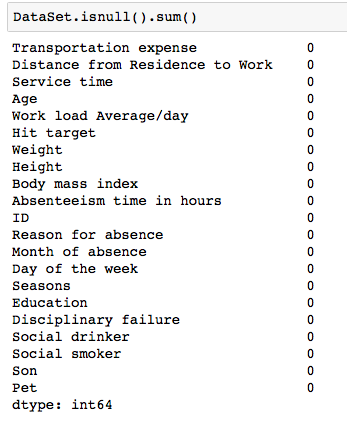 DataSet.isnull().sum()
Transportation expense 0
Distance from Residence to Work 0
Service time 0
Age 0
Work load Average/day 0
Hit target 0
Weight 0
Height 0
Body mass index 0
Absenteeism time in hours 0
ID 0
Reason for absence 0
Month of absence 0
Day of the week 0
Seasons 0
Education 0
Disciplinary failure 0
Social drinker 0
Social smoker 0
Son 0
Pet 0
dtype: int64